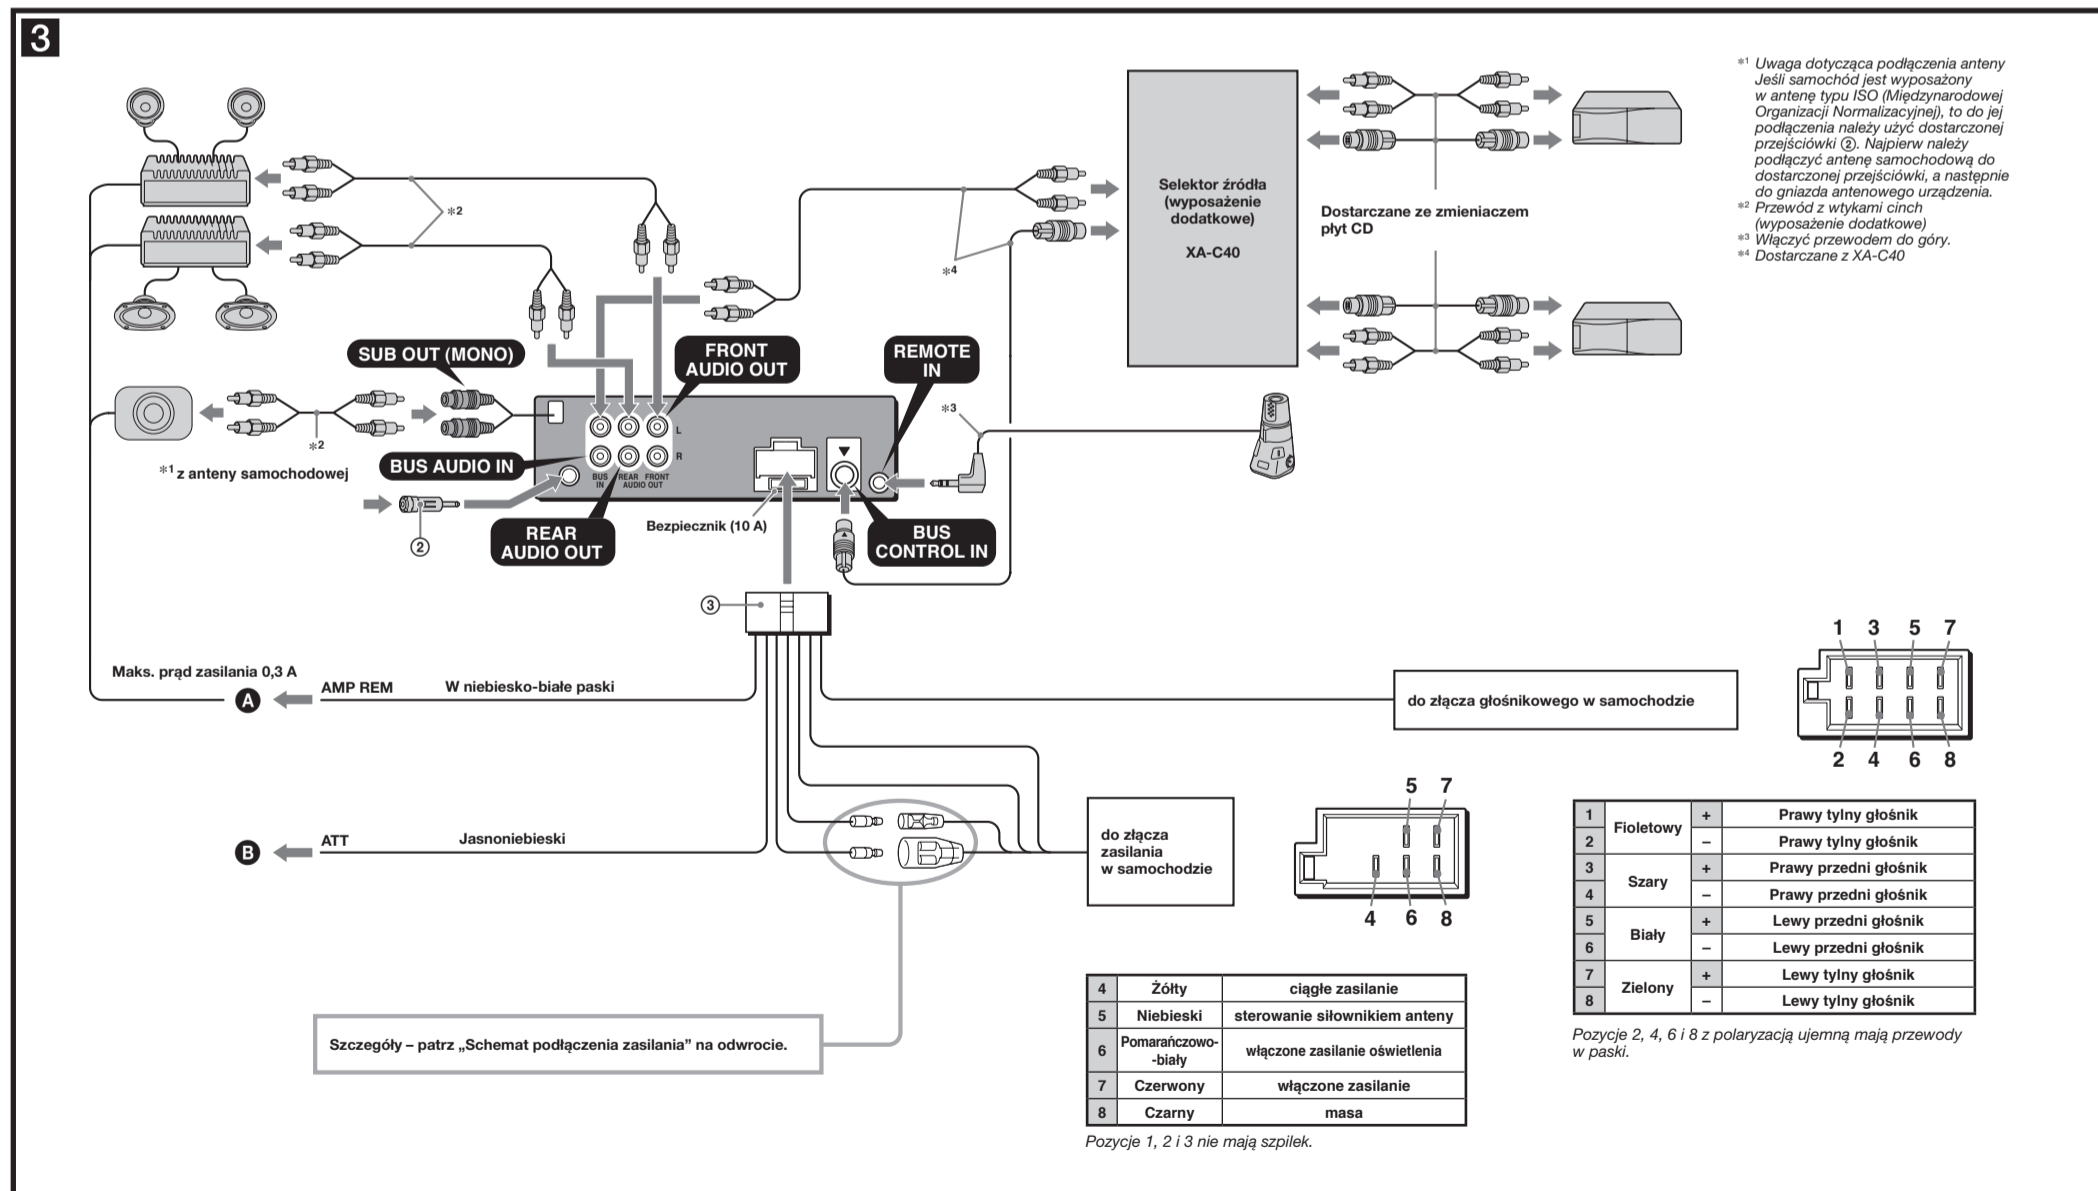 3
*1 Uwaga dotycząca podłączenia anteny
Jeśli samochód jest wyposażony
w antenę typu ISO (Międzynarodowej
Organizacji Normalizacyjnej), to do jej
podłączenia należy użyć dostarczonej
przejściówki ②. Najpierw należy
podłączyć antenę samochodową do
dostarczonej przejściówki, a następnie
do gniazda antenowego urządzenia.
*2 Przewód z wtykami cinch
(wyposażenie dodatkowe)
*3 Włączyć przewodem do góry.
*4 Dostarczane z XA-C40
Selektor źródła
(wyposażenie
dodatkowe)
XA-C40
Dostarczane ze zmieniaczem
płyt CD
*2
*4
SUB OUT (MONO)
FRONT
AUDIO OUT
REMOTE
IN
*3
*2
*1 z anteny samochodowej
BUS AUDIO IN
L
R
BUS
IN
REAR FRONT
AUDIO OUT
②
REAR
AUDIO OUT
Bezpiecznik (10 A)
BUS
CONTROL IN
③
Maks. prąd zasilania 0,3 A
A
AMP REM
W niebiesko-białe paski
do złącza głośnikowego w samochodzie
1 3 5 7
2 4 6 8
B
ATT
Jasnoniebieski
do złącza
zasilania
w samochodzie
5 7
4 6 8
1 Fioletowy + Prawy tylny głośnik
2 – Prawy tylny głośnik
3 Szary + Prawy przedni głośnik
4 – Prawy przedni głośnik
5 Biały + Lewy przedni głośnik
6 – Lewy przedni głośnik
7 Zielony + Lewy tylny głośnik
8 – Lewy tylny głośnik
Pozycje 2, 4, 6 i 8 z polaryzacją ujemną mają przewody
w paski.
Szczegóły – patrz „Schemat podłączenia zasilania” na odwrocie.
4 Żółty ciągłe zasilanie
5 Niebieski sterowanie siłownikiem anteny
6 Pomarańczowo-
-biały włączone zasilanie oświetlenia
7 Czerwony włączone zasilanie
8 Czarny masa
Pozycje 1, 2 i 3 nie mają szpilek.